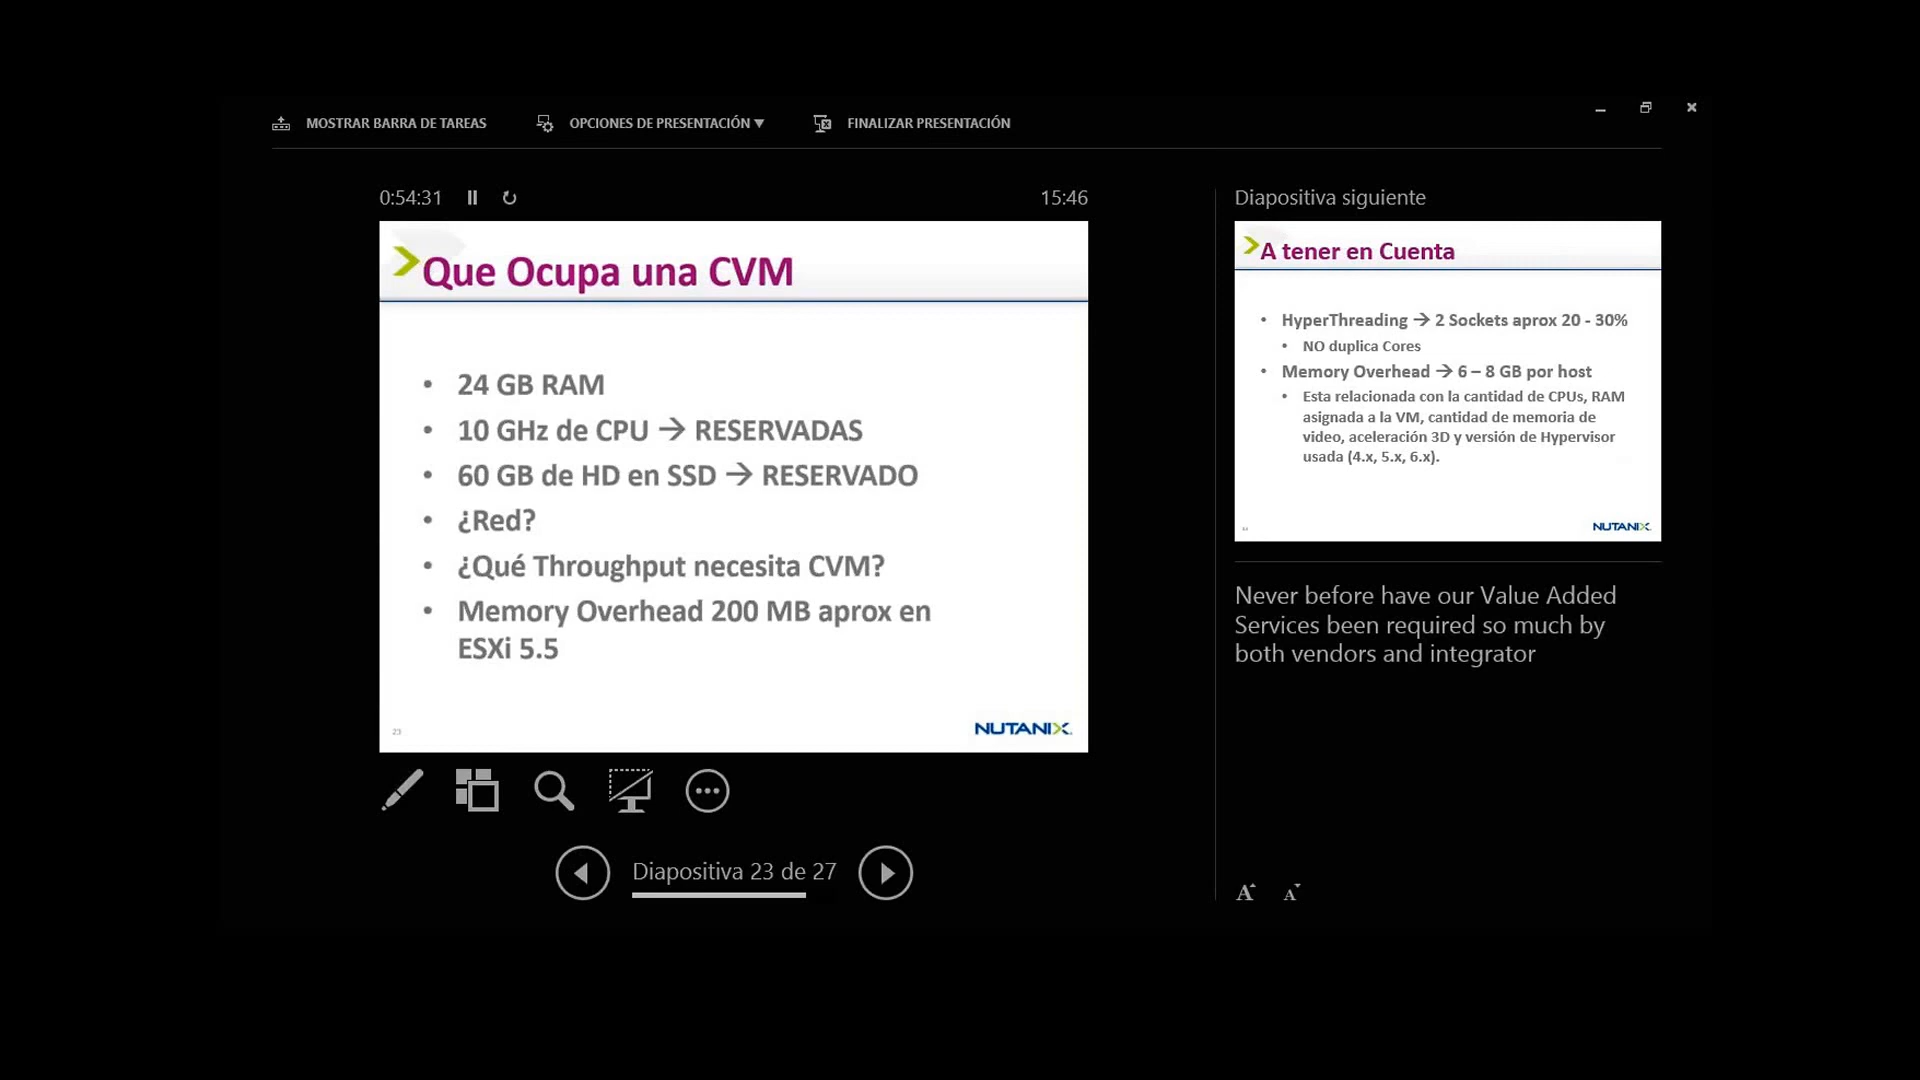 MOSTRAR BARRA DE TAREAS
OPCIONES DE PRESENTACIÓN
FINALIZAR PRESENTACIÓN
0:54:31
15:46
Que Ocupa una CVM
• 24 GB RAM
• 10 GHz de CPU → RESERVADAS
• 60 GB de HD en SSD → RESERVADO
• ¿Red?
• ¿Qué Throughput necesita CVM?
• Memory Overhead 200 MB aprox en
ESXi 5.5
23
NUTANIX
Diapositiva 23 de 27
Diapositiva siguiente
A tener en Cuenta
• HyperThreading → 2 Sockets aprox 20 - 30%
• NO duplica Cores
• Memory Overhead → 6 – 8 GB por host
• Esta relacionada con la cantidad de CPUs, RAM
asignada a la VM, cantidad de memoria de
video, aceleración 3D y versión de Hypervisor
usada (4.x, 5.x, 6.x).
NUTANIX
Never before have our Value Added
Services been required so much by
both vendors and integrator
A A